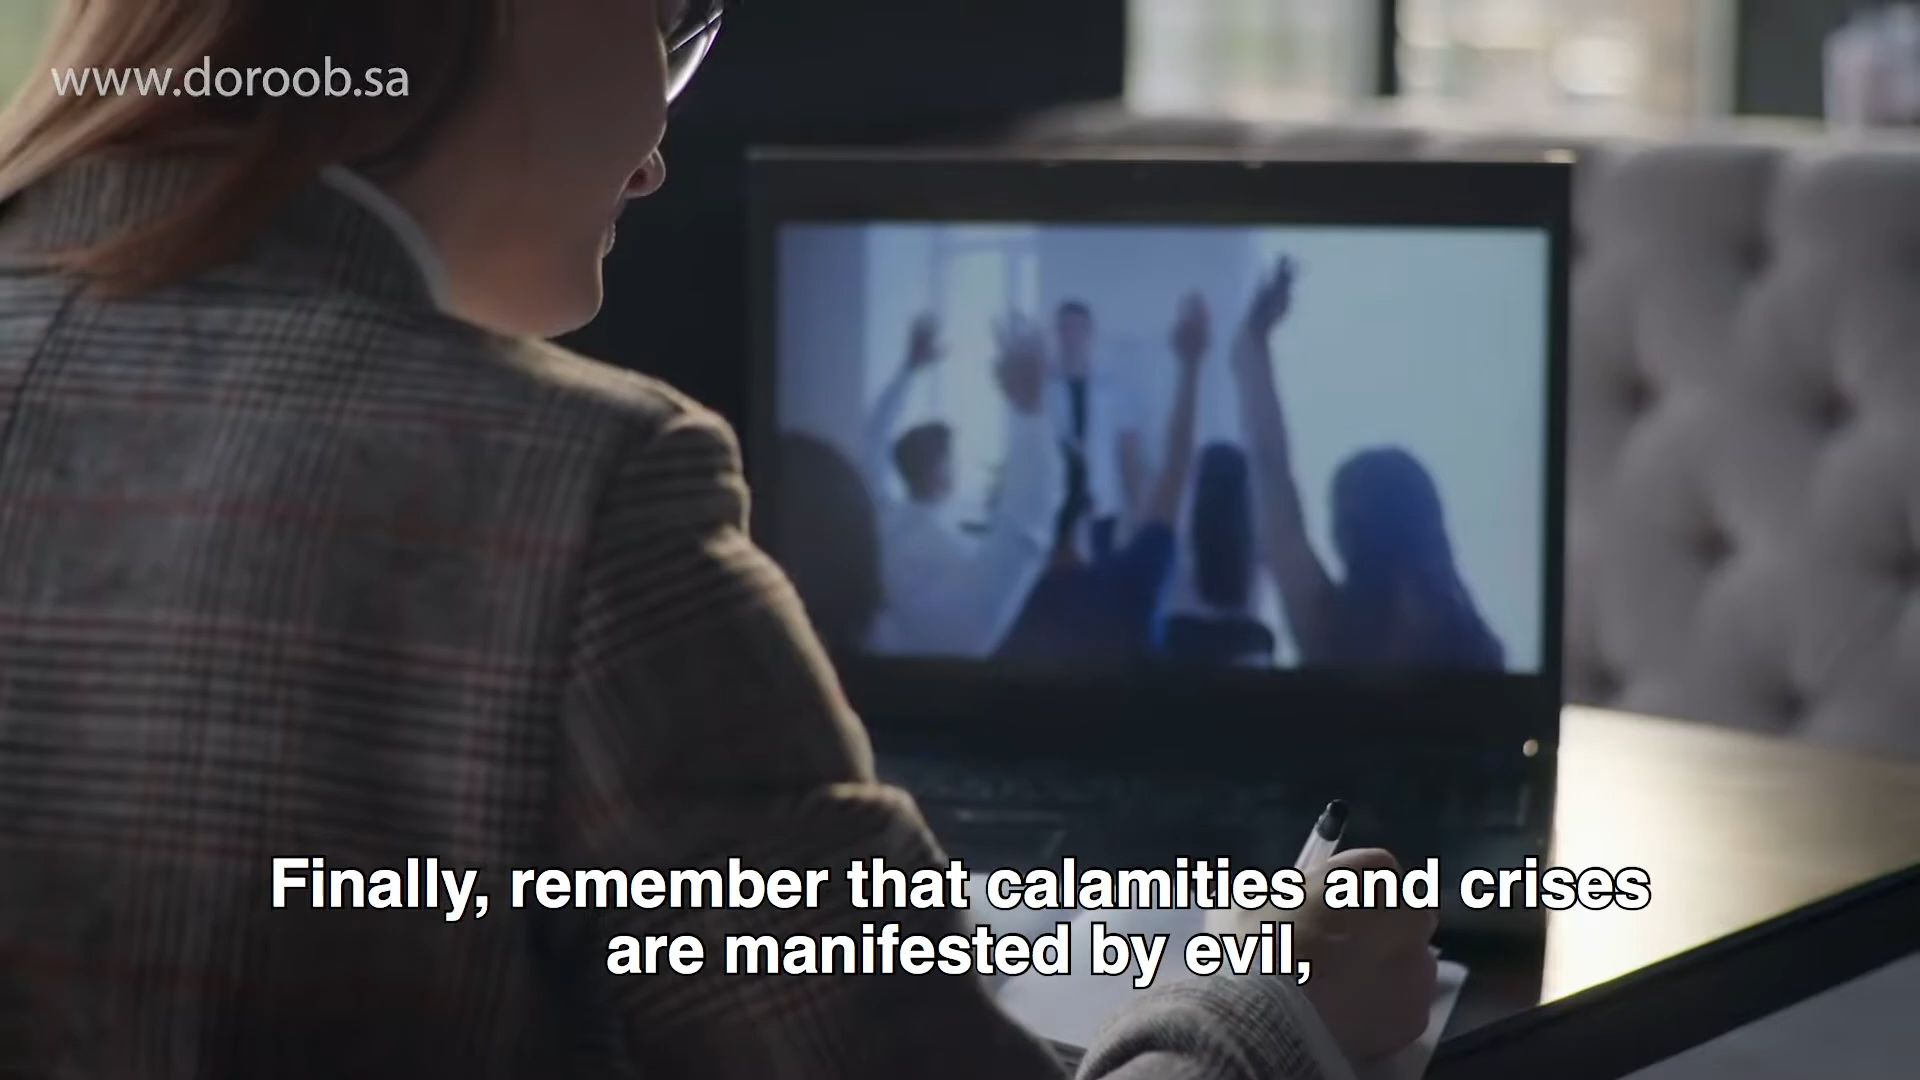 www.doroob.sa
Finally, remember that calamities and crises
are manifested by evil,